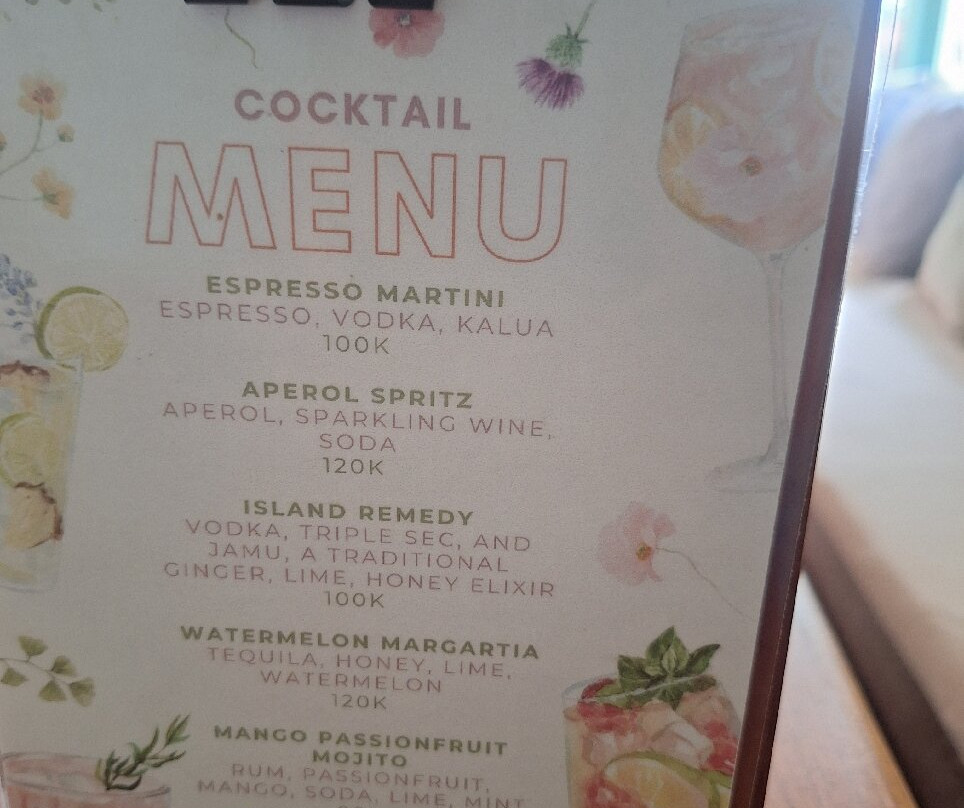 COCKTAIL
MENU
ESPRESSO MARTINI
ESPRESSO, VODKA, KALUA
100K
APEROL SPRITZ
APEROL, SPARKLING WINE,
SODA
120K
ISLAND REMEDY
VODKA, TRIPLE SEC, AND
JAMU, A TRADITIONAL
GINGER, LIME, HONEY ELIXIR
100K
WATERMELON MARGARTIA
TEQUILA, HONEY, LIME,
WATERMELON
120K
MANGO PASSIONFRUIT
MOJITO
RUM, PASSIONFRUIT,
MANGO, SODA, LIME, MINT